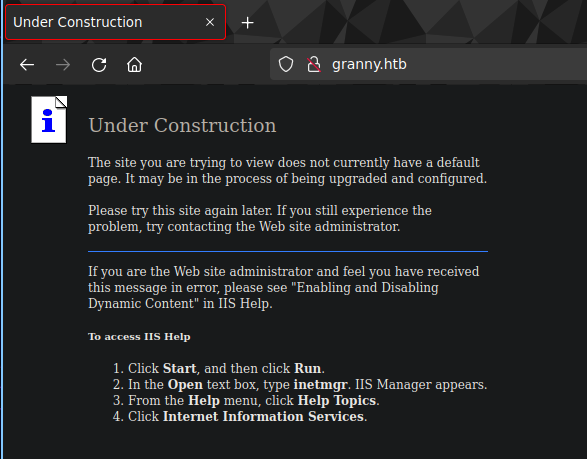 Under Construction
granny.htb
Under Construction
The site you are trying to view does not currently have a default
page. It may be in the process of being upgraded and configured.
Please try this site again later. If you still experience the
problem, try contacting the Web site administrator.
If you are the Web site administrator and feel you have received
this message in error, please see "Enabling and Disabling
Dynamic Content" in IIS Help.
To access IIS Help
1. Click Start, and then click Run.
2. In the Open text box, type inetmgr. IIS Manager appears.
3. From the Help menu, click Help Topics.
4. Click Internet Information Services.